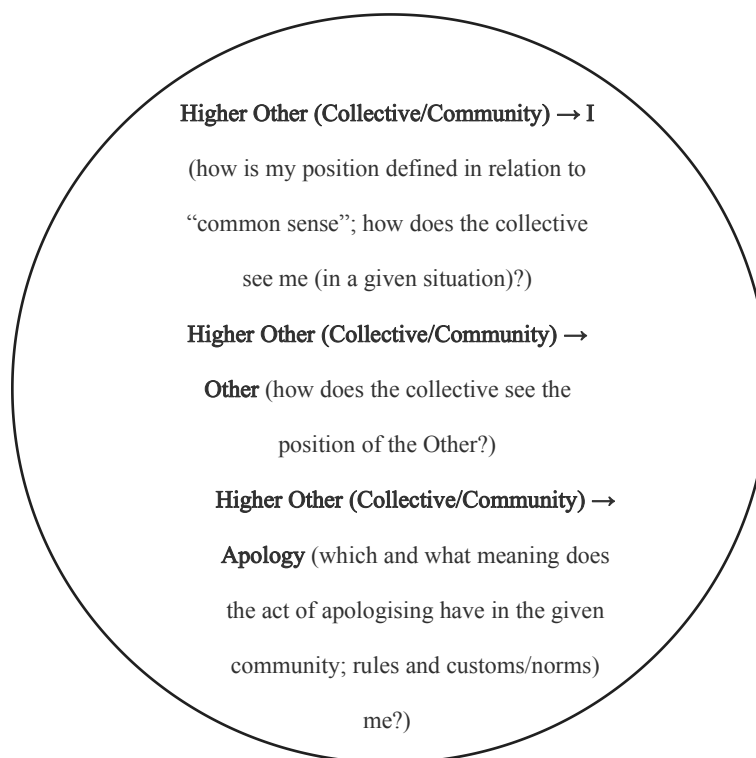 Higher Other (Collective/Community) → I
(how is my position defined in relation to
“common sense”; how does the collective
see me (in a given situation)?)
Higher Other (Collective/Community) →
Other (how does the collective see the
position of the Other?)
Higher Other (Collective/Community) →
Apology (which and what meaning does
the act of apologising have in the given
community; rules and customs/norms)
me?)